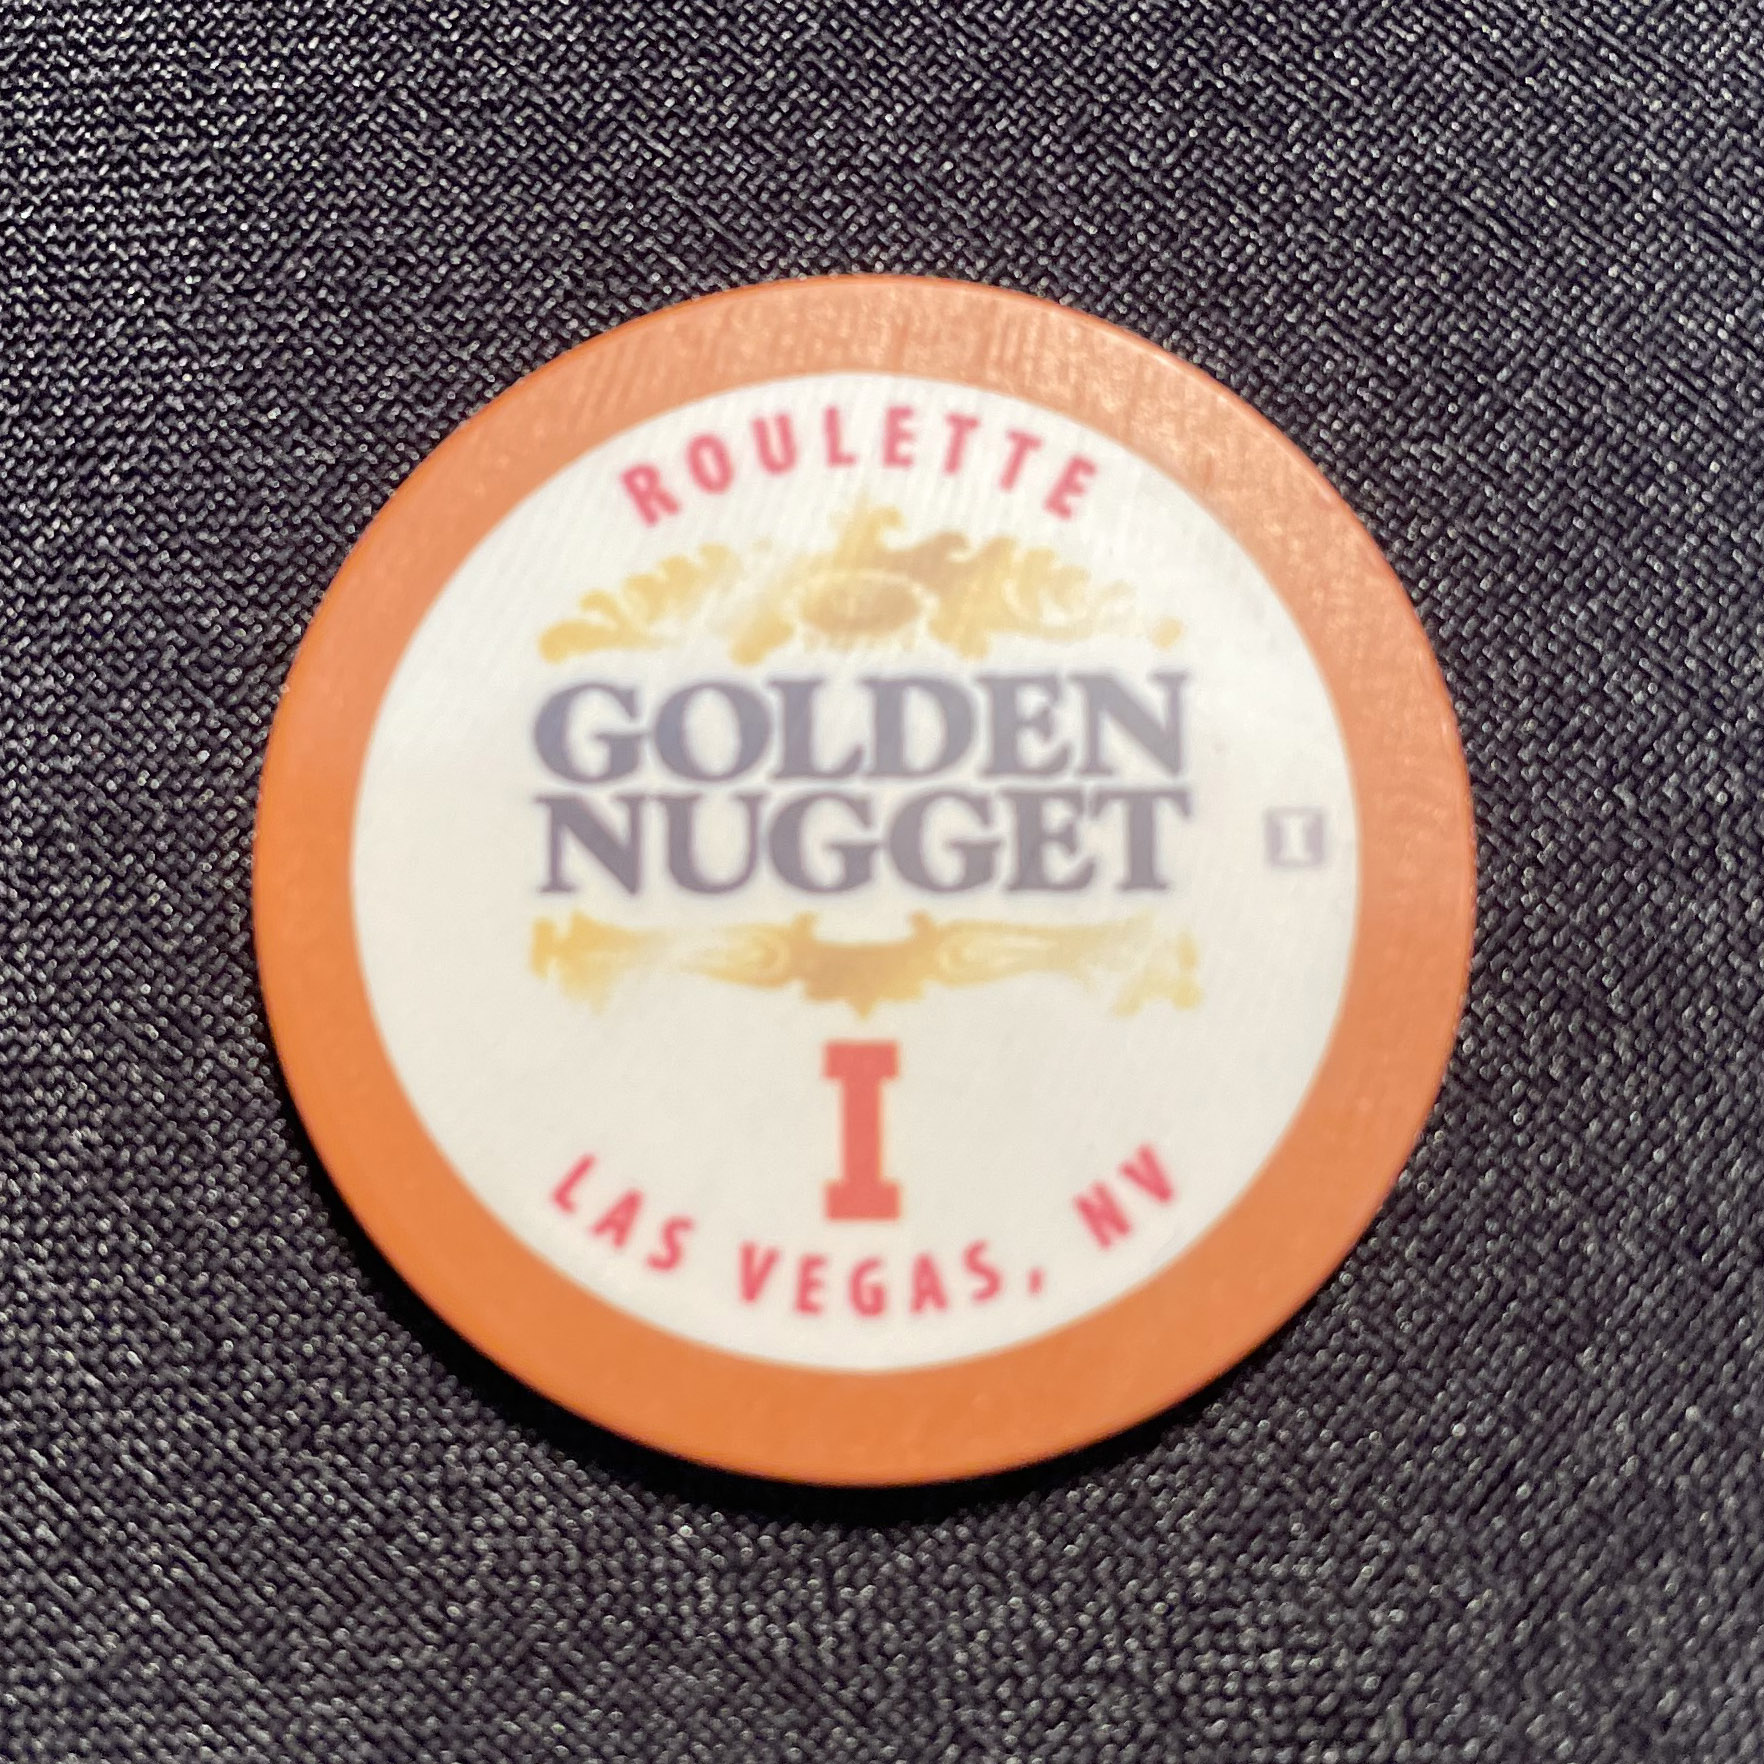 ROULETTE
GOLDEN
NUGGET
I
I
LAS VEGAS, NV